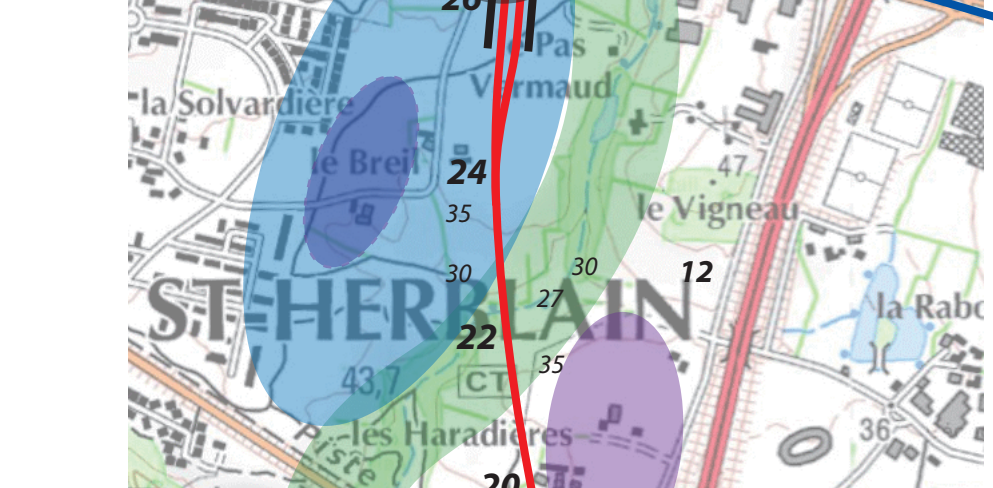 26
le Pas
Vermaud
la Solvardière
le Breil
24
47
35
le Vigneau
30
30
12
27
ST-HERBLAIN
la Rabo
22
35
43,7
CT
les Haradières
36
Piste
20